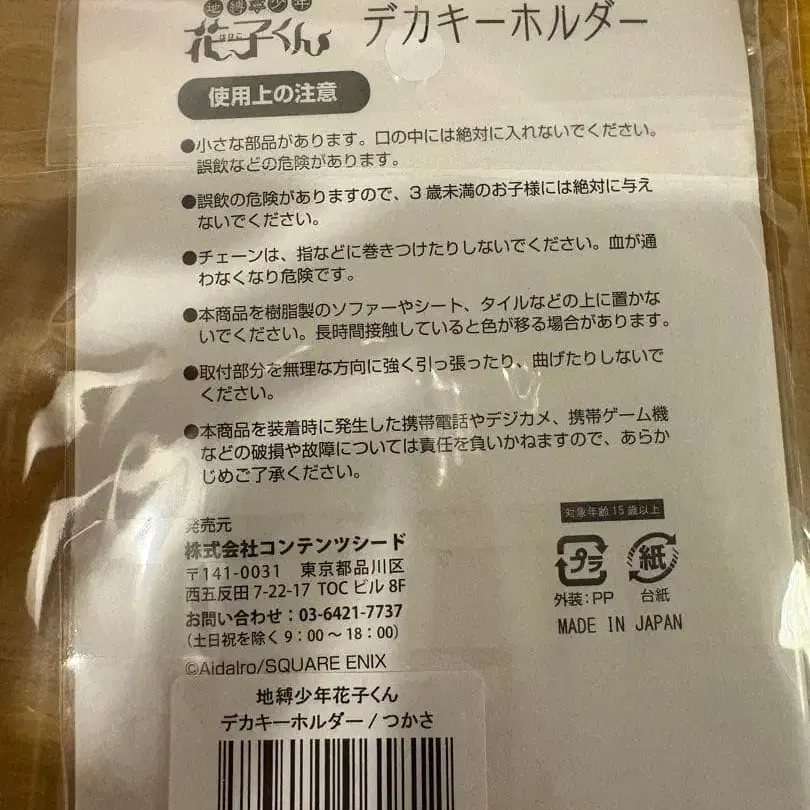 地縛少年
花子くん
はなこ
デカキーホルダー
使用上の注意
●小さな部品があります。口の中には絶対に入れないでください。
誤飲などの危険があります。
●誤飲の危険がありますので、3歳未満のお子様には絶対に与え
ないでください。
●チェーンは、指などに巻きつけたりしないでください。血が通
わなくなり危険です。
●本商品を樹脂製のソファーやシート、タイルなどの上に置かな
いでください。長時間接触していると色が移る場合があります。
●取付部分を無理な方向に強く引っ張ったり、曲げたりしないで
ください。
●本商品を装着時に発生した携帯電話やデジカメ、携帯ゲーム機
などの破損や故障については責任を負いかねますので、あらか
じめご了承ください。
発売元
株式会社コンテンツシード
〒141-0031 東京都品川区
西五反田7-22-17 TOCビル8F
お問い合わせ:03-6421-7737
(土日祝を除く9:00~18:00)
©AidaIro/SQUARE ENIX
対象年齢15歳以上
プラ
紙
外装:PP
台紙
MADE IN JAPAN
地縛少年花子くん
デカキーホルダー/つかさ